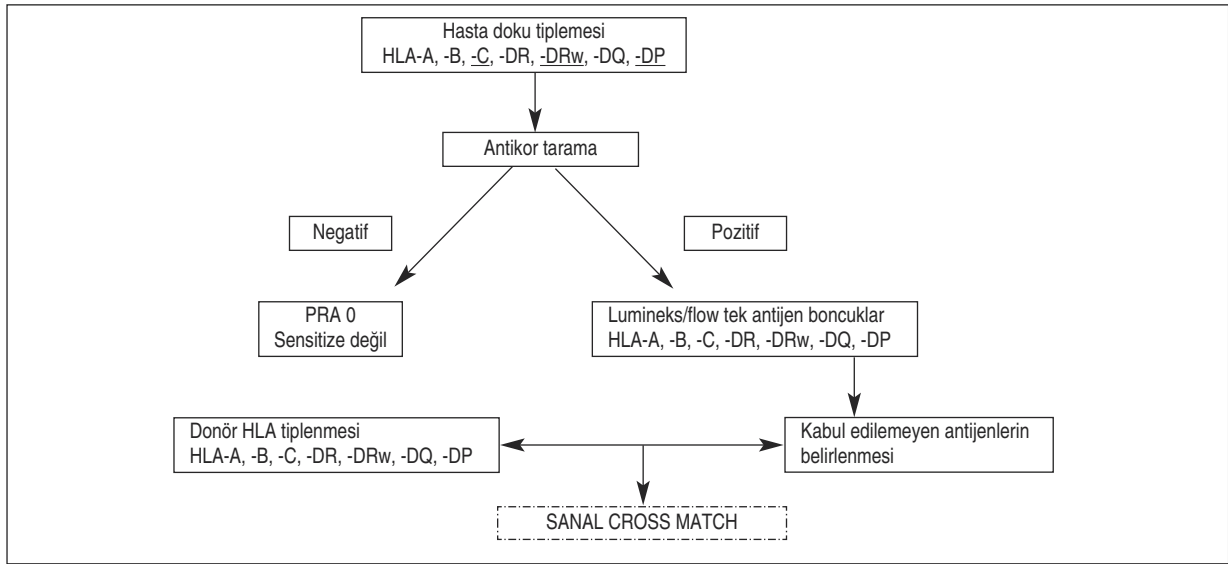 Hasta doku tiplemesi
HLA-A, -B, -C, -DR, -DRw, -DQ, -DP
Antikor tarama
Negatif
Pozitif
PRA 0
Sensitize değil
Lumineks/flow tek antijen boncuklar
HLA-A, -B, -C, -DR, -DRw, -DQ, -DP
Donör HLA tiplenmesi
HLA-A, -B, -C, -DR, -DRw, -DQ, -DP
Kabul edilemeyen antijenlerin
belirlenmesi
SANAL CROSS MATCH